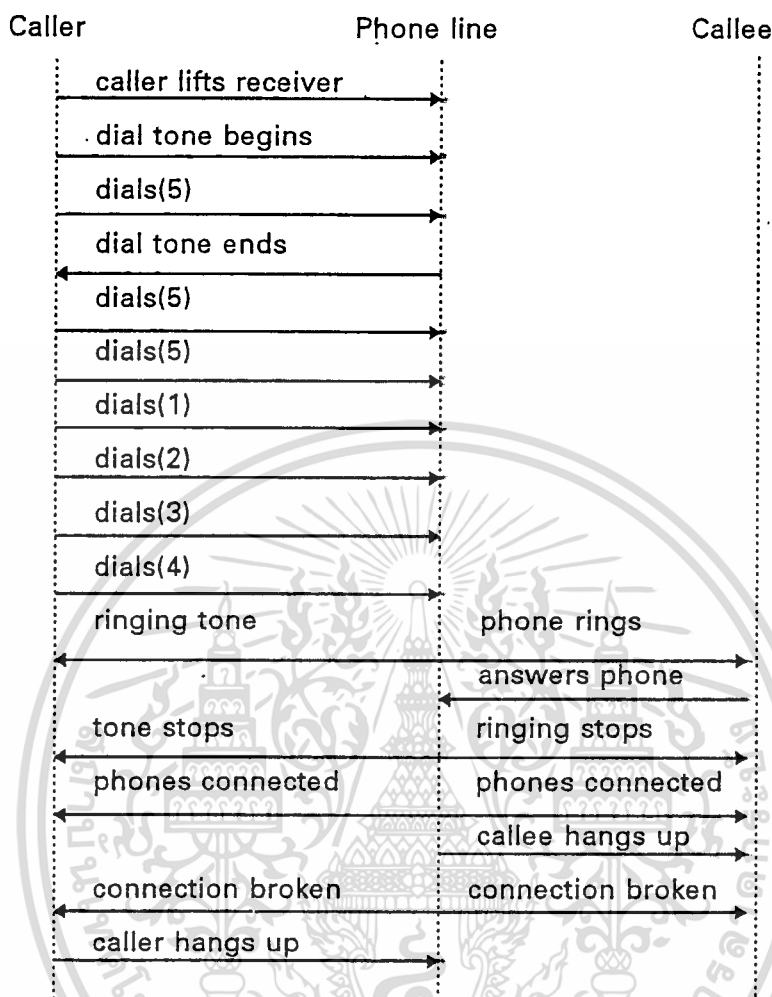 Caller Phone line Callee
caller lifts receiver
dial tone begins
dials(5)
dial tone ends
dials(5)
dials(5)
dials(1)
dials(2)
dials(3)
dials(4)
ringing tone phone rings
answers phone
tone stops ringing stops
phones connected phones connected
callee hangs up
connection broken connection broken
caller hangs up